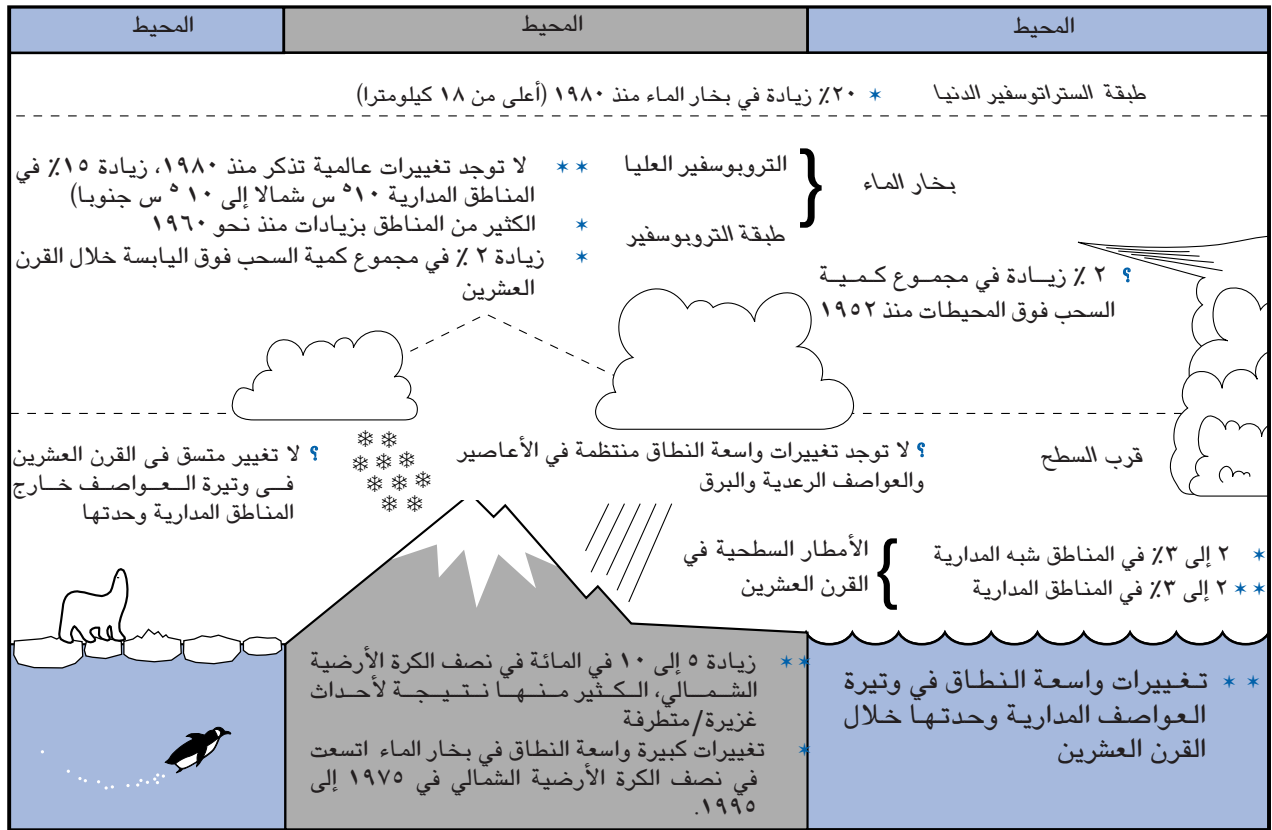 المحيط
المحيط
المحيط
طبقة الستراتوسفير الدنيا
* ٢٠٪ زيادة في بخار الماء منذ ١٩٨٠ (أعلى من ١٨ كيلومترا)
بخار الماء
{
التروبوسفير العليا
طبقة التروبوسفير
** لا توجد تغييرات عالمية تذكر منذ ١٩٨٠، زيادة ١٥٪ في
المناطق المدارية ١٠° س شمالا إلى ١٠° س جنوبا)
* الكثير من المناطق بزيادات منذ نحو ١٩٦٠
* زيادة ٢ ٪ في مجموع كمية السحب فوق اليابسة خلال القرن
العشرين
؟ ٢ ٪ زيادة في مجموع كمية
السحب فوق المحيطات منذ ١٩٥٢
قرب السطح
؟ لا توجد تغييرات واسعة النطاق منتظمة في الأعاصير
والعواصف الرعدية والبرق
؟ لا تغيير متسق فى القرن العشرين
فى وتيرة العواصف خارج
المناطق المدارية وحدتها
* ٢ إلى ٣٪ في المناطق شبه المدارية
** ٢ إلى ٣٪ في المناطق المدارية
{
الأمطار السطحية في
القرن العشرين
** تغييرات واسعة النطاق في وتيرة
العواصف المدارية وحدتها خلال
القرن العشرين
** زيادة ٥ إلى ١٠ في المائة في نصف الكرة الأرضية
الشمالي، الكثير منها نتيجة لأحداث
غزيرة/متطرفة
* تغييرات كبيرة واسعة النطاق في بخار الماء اتسعت
في نصف الكرة الأرضية الشمالي في ١٩٧٥ إلى
١٩٩٥.